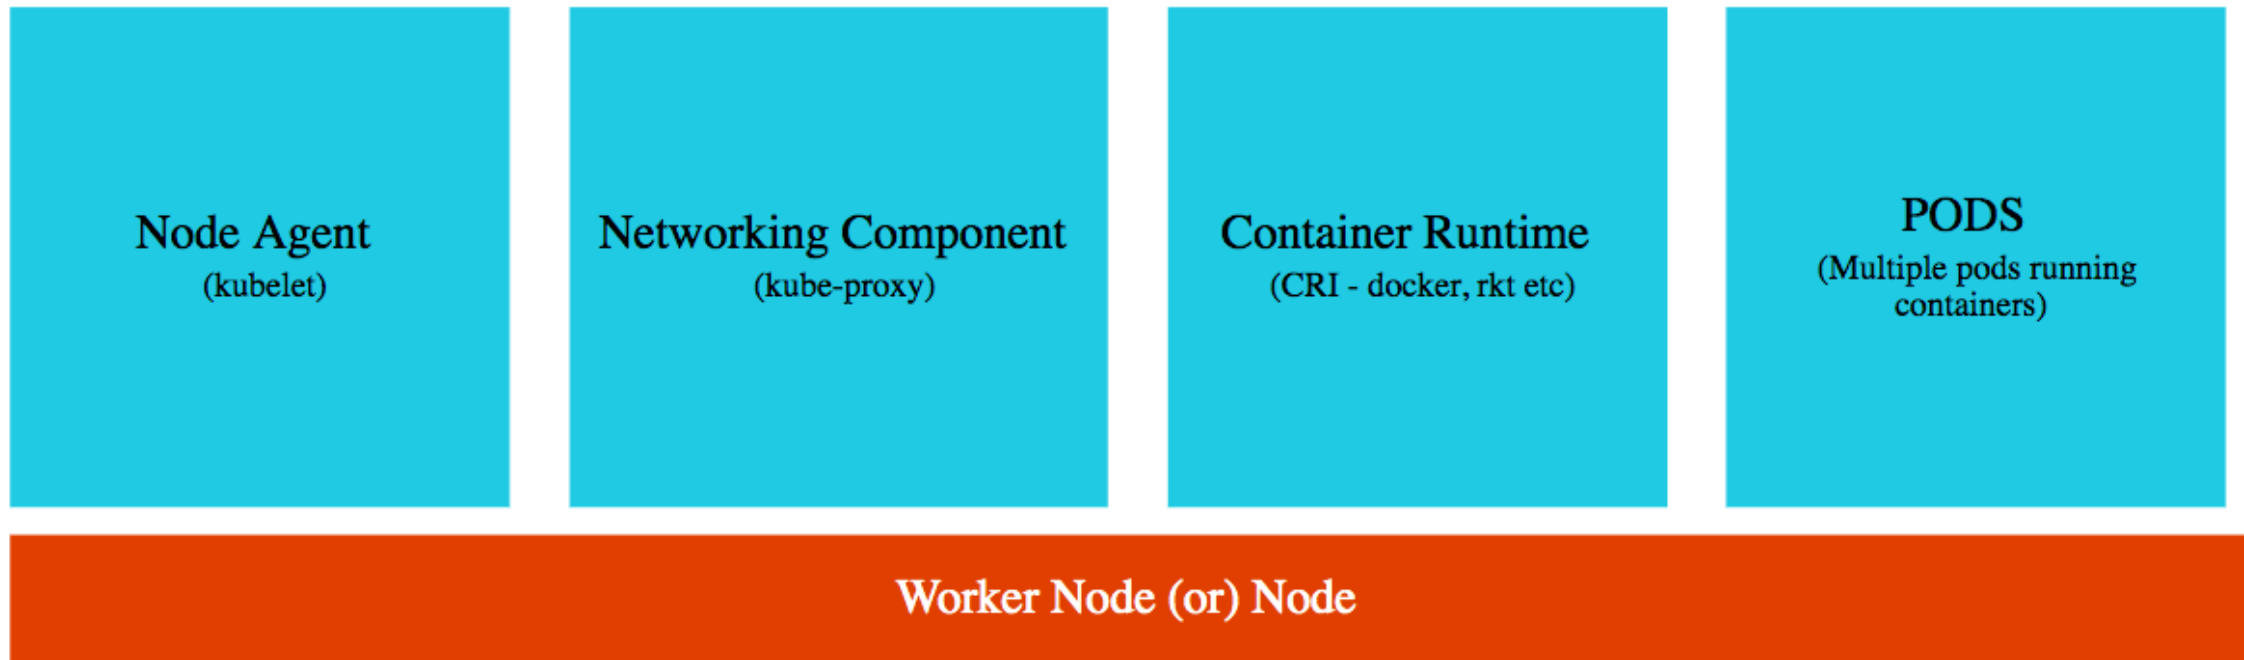 Node Agent
(kubelet)
Networking Component
(kube-proxy)
Container Runtime
(CRI - docker, rkt etc)
PODS
(Multiple pods running
containers)
Worker Node (or) Node